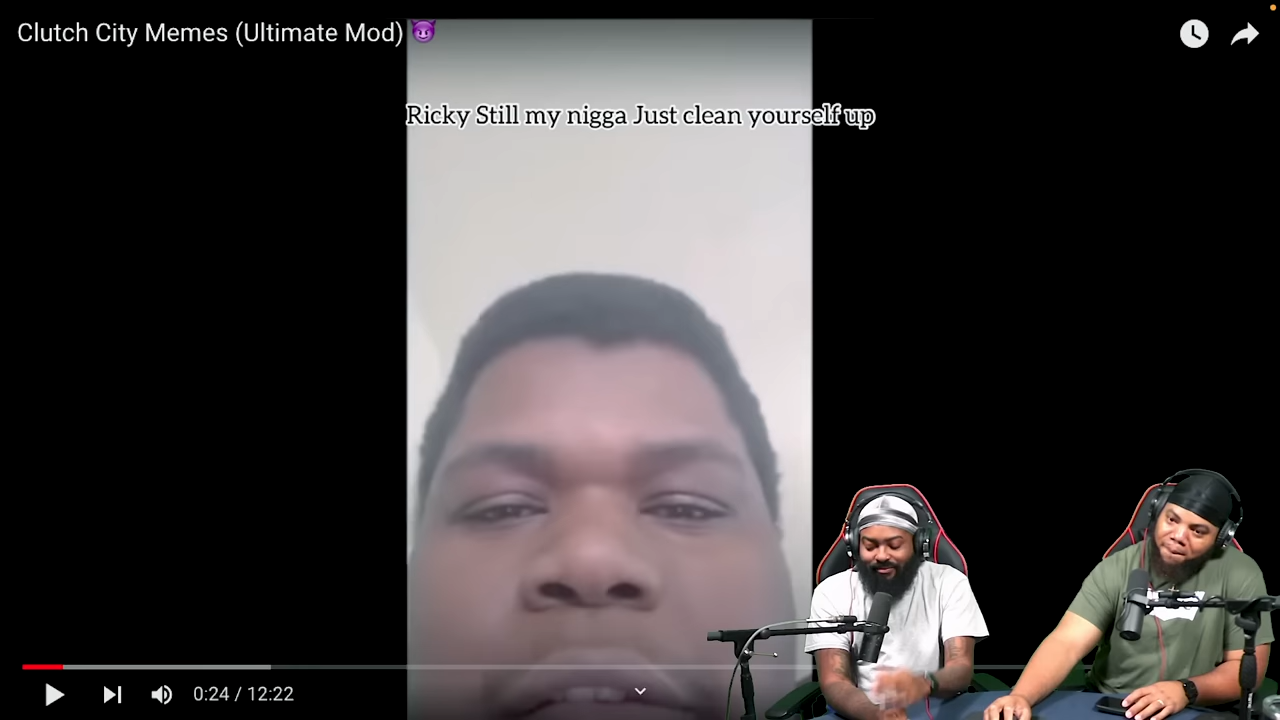 Clutch City Memes (Ultimate Mod)😈
Ricky Still my nigga Just clean yourself up
0:24 / 12:22